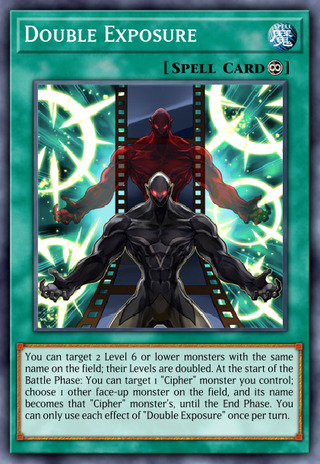 Double Exposure
魔
[Spell Card]
You can target 2 Level 6 or lower monsters with the same
name on the field; their Levels are doubled. At the start of the
Battle Phase: You can target 1 "Cipher" monster you control;
choose 1 other face-up monster on the field, and its name
becomes that "Cipher" monster's, until the End Phase. You
can only use each effect of "Double Exposure" once per turn.